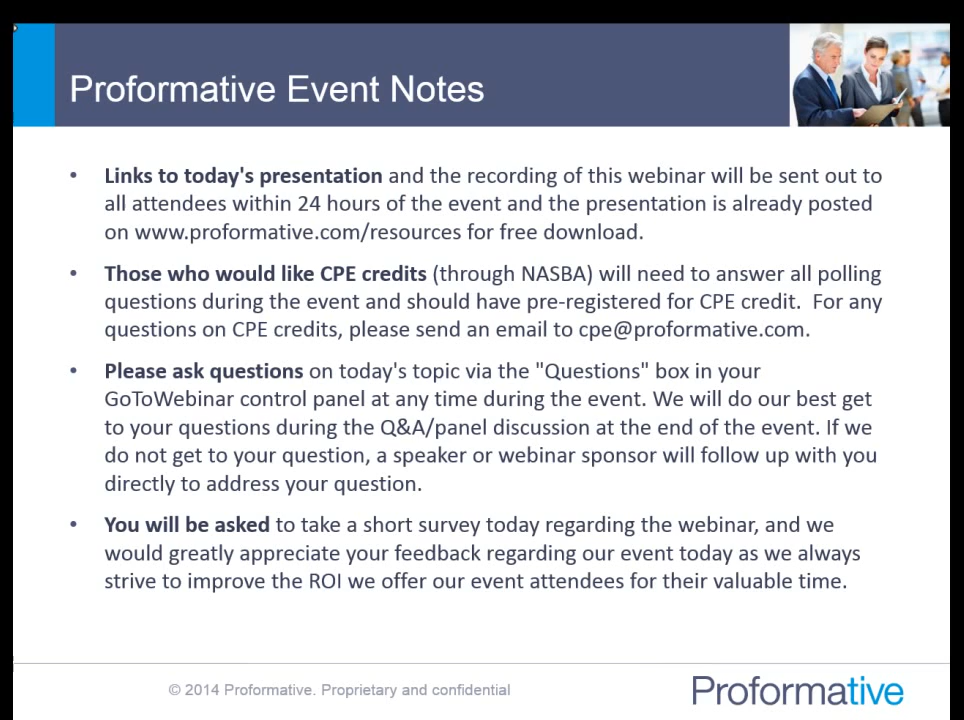 Proformative Event Notes
• Links to today's presentation and the recording of this webinar will be sent out to
all attendees within 24 hours of the event and the presentation is already posted
on www.proformative.com/resources for free download.
• Those who would like CPE credits (through NASBA) will need to answer all polling
questions during the event and should have pre-registered for CPE credit.  For any
questions on CPE credits, please send an email to cpe@proformative.com.
• Please ask questions on today's topic via the "Questions" box in your
GoToWebinar control panel at any time during the event. We will do our best get
to your questions during the Q&A/panel discussion at the end of the event. If we
do not get to your question, a speaker or webinar sponsor will follow up with you
directly to address your question.
• You will be asked to take a short survey today regarding the webinar, and we
would greatly appreciate your feedback regarding our event today as we always
strive to improve the ROI we offer our event attendees for their valuable time.
© 2014 Proformative. Proprietary and confidential
Proformative